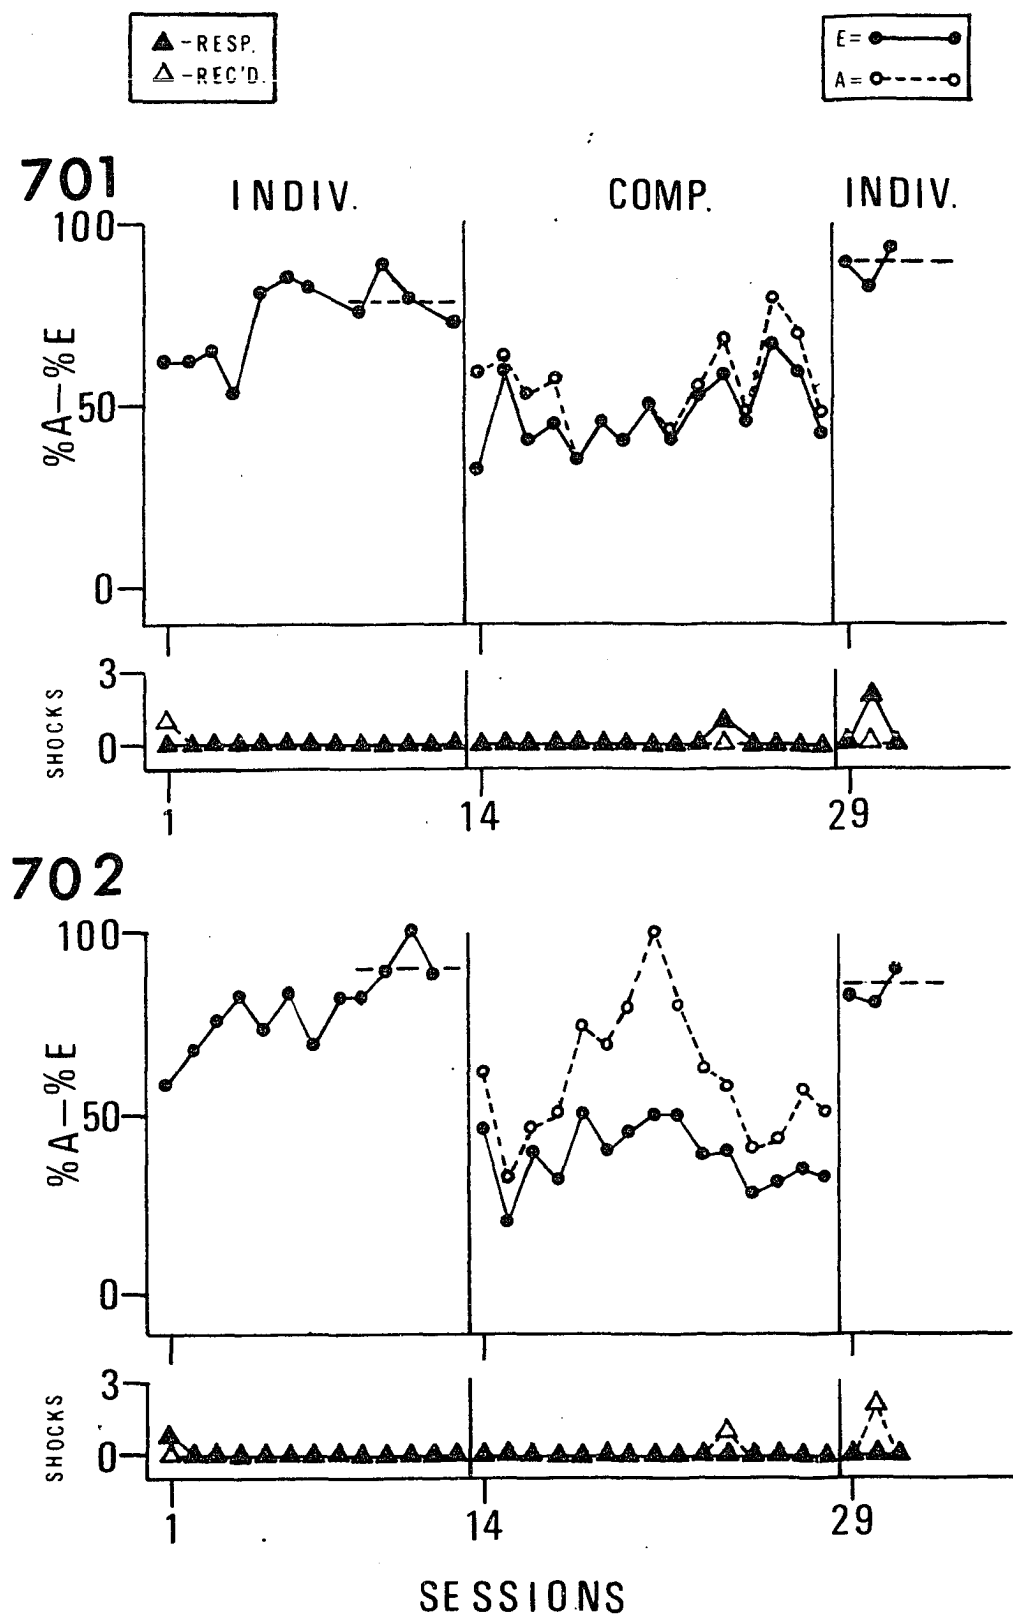 ▲-RESP.
△-REC'D.
E=
A=
701
INDIV.
COMP.
INDIV.
100
50
0
%A—%E
3
0
SHOCKS
1
14
29
702
100
50
0
%A—%E
3
0
SHOCKS
1
14
29
SESSIONS